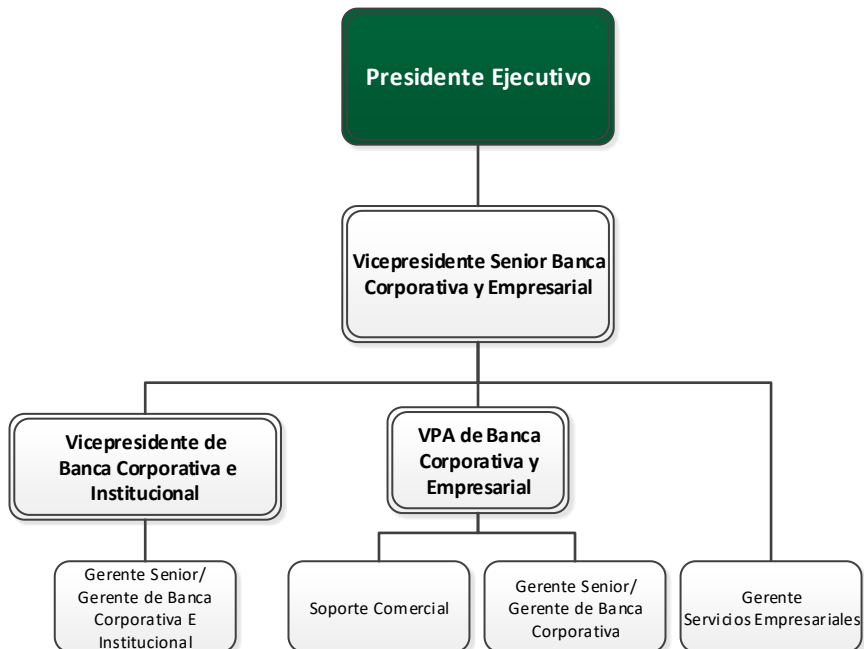 Presidente Ejecutivo
Vicepresidente Senior Banca
Corporativa y Empresarial
Vicepresidente de
Banca Corporativa e
Institucional
VPA de Banca
Corporativa y
Empresarial
Gerente Senior/
Gerente de Banca
Corporativa E
Institucional
Soporte Comercial
Gerente Senior/
Gerente de Banca
Corporativa
Gerente
Servicios Empresariales